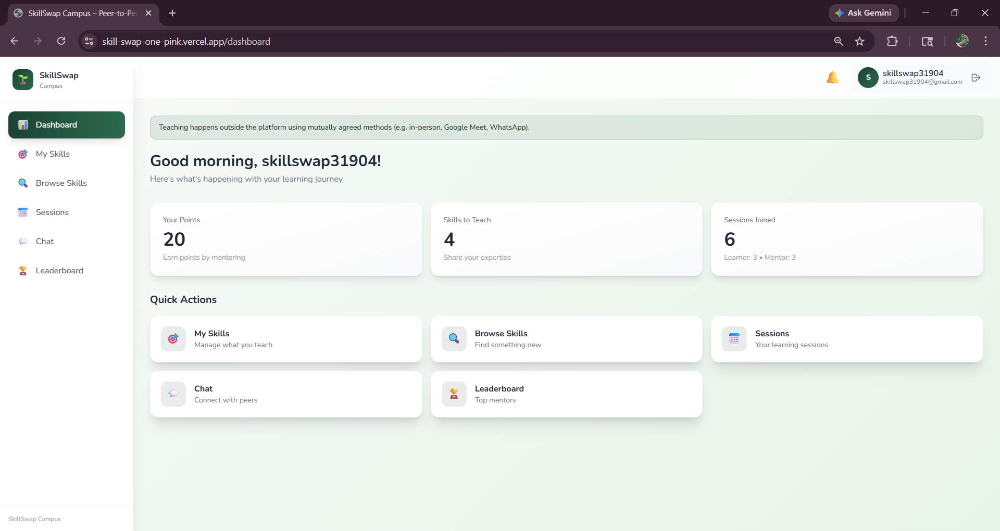 SkillSwap Campus – Peer-to-Pe
Ask Gemini
skill-swap-one-pink.vercel.app/dashboard
SkillSwap
Campus
skillswap31904
skillswap31904@gmail.com
S
Dashboard
My Skills
Browse Skills
Sessions
Chat
Leaderboard
Teaching happens outside the platform using mutually agreed methods (e.g. in-person, Google Meet, WhatsApp).
Good morning, skillswap31904!
Here's what's happening with your learning journey
Your Points
20
Earn points by mentoring
Skills to Teach
4
Share your expertise
Sessions Joined
6
Learner: 3 • Mentor: 3
Quick Actions
My Skills
Manage what you teach
Browse Skills
Find something new
Sessions
Your learning sessions
Chat
Connect with peers
Leaderboard
Top mentors
SkillSwap Campus